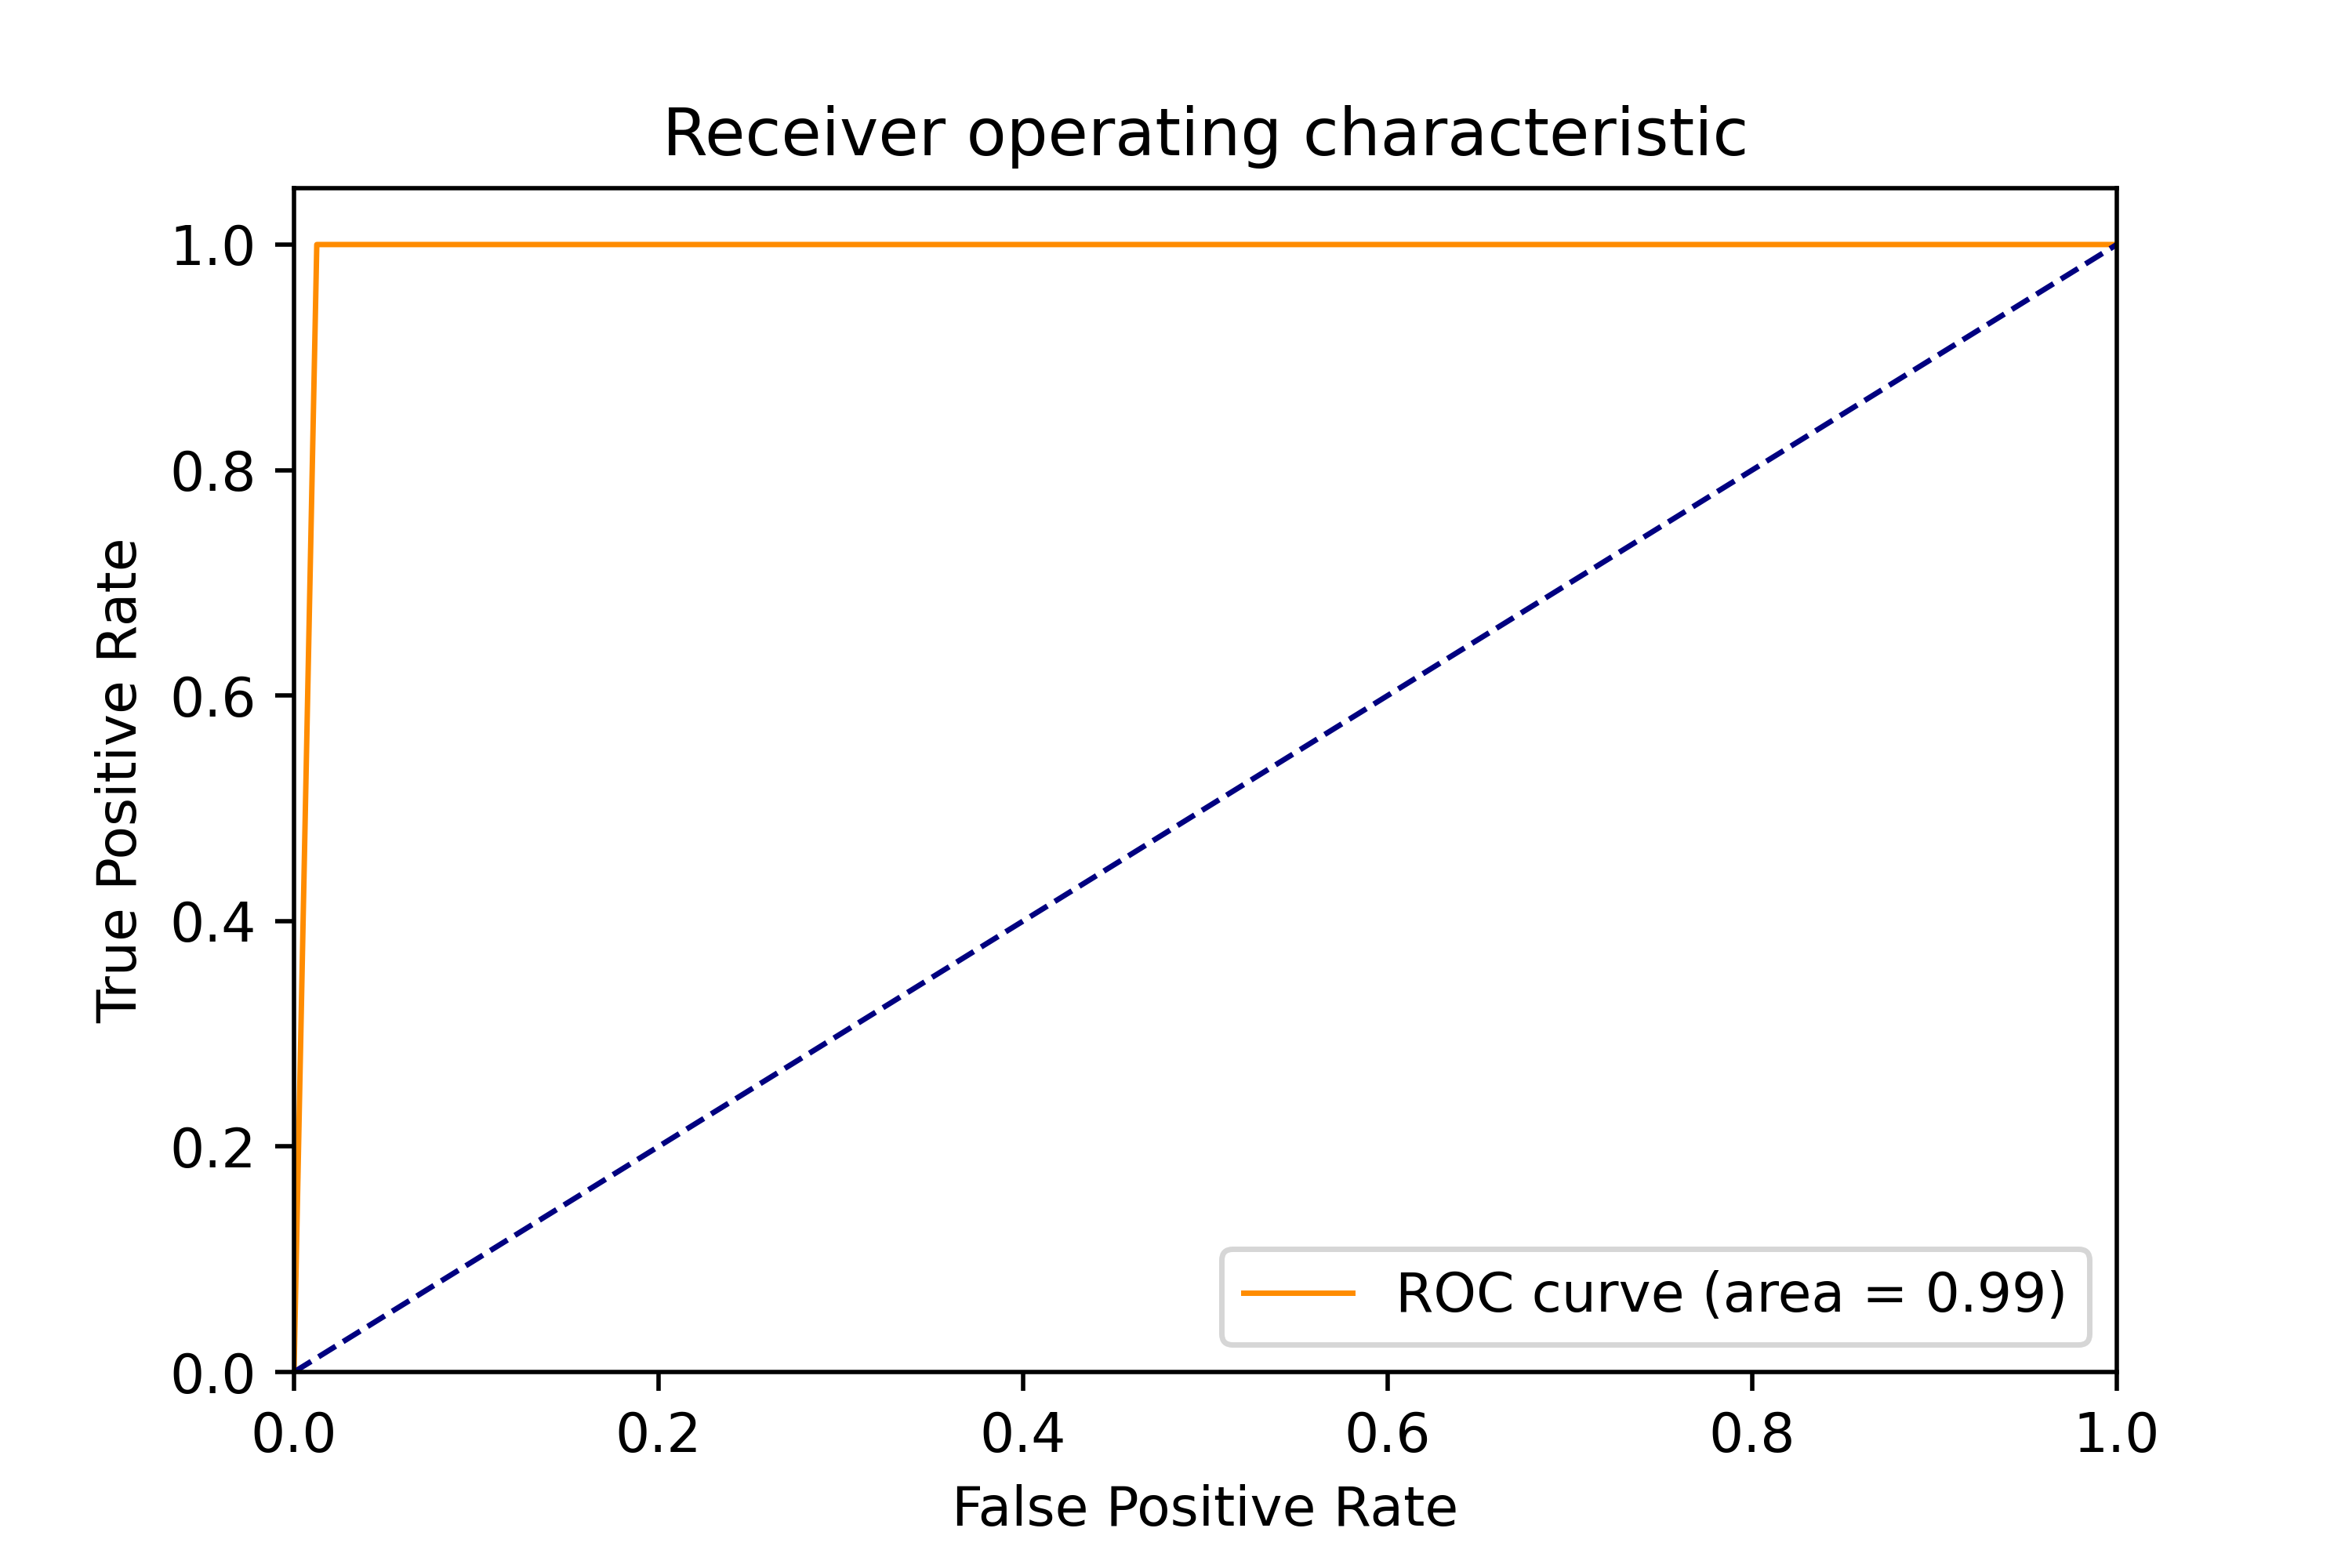 Receiver operating characteristic
1.0
0.8
0.6
0.4
0.2
0.0
True Positive Rate
ROC curve (area = 0.99)
0.0 0.2 0.4 0.6 0.8 1.0
False Positive Rate